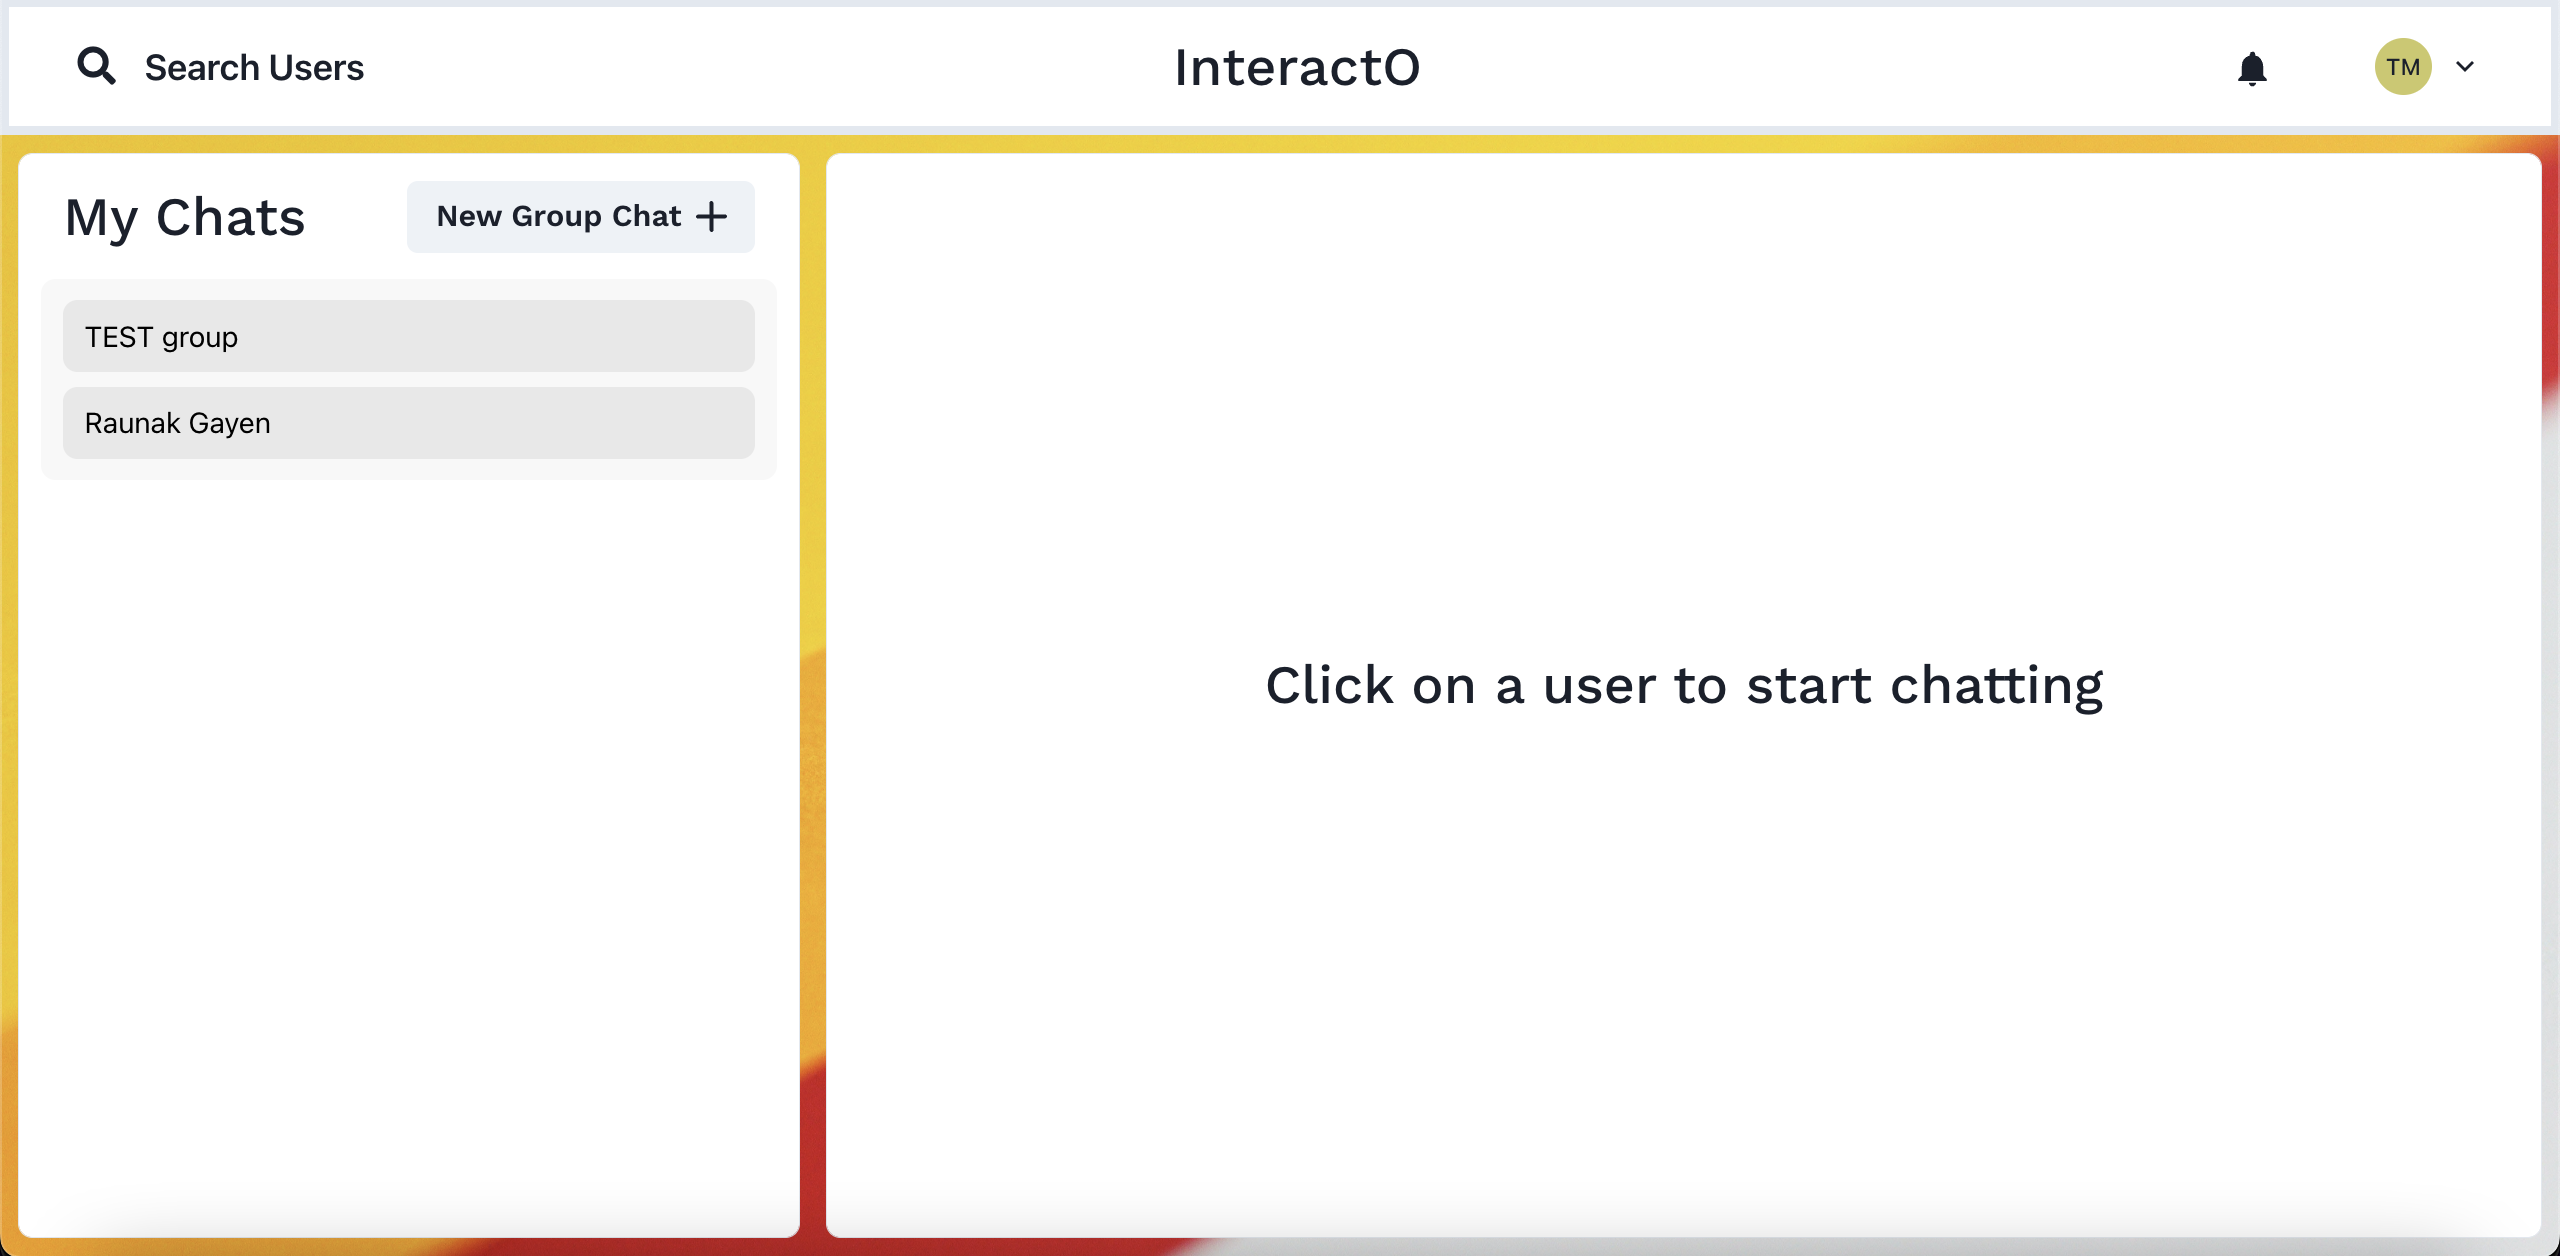 Search Users
InteractO
TM
My Chats
New Group Chat
TEST group
Raunak Gayen
Click on a user to start chatting